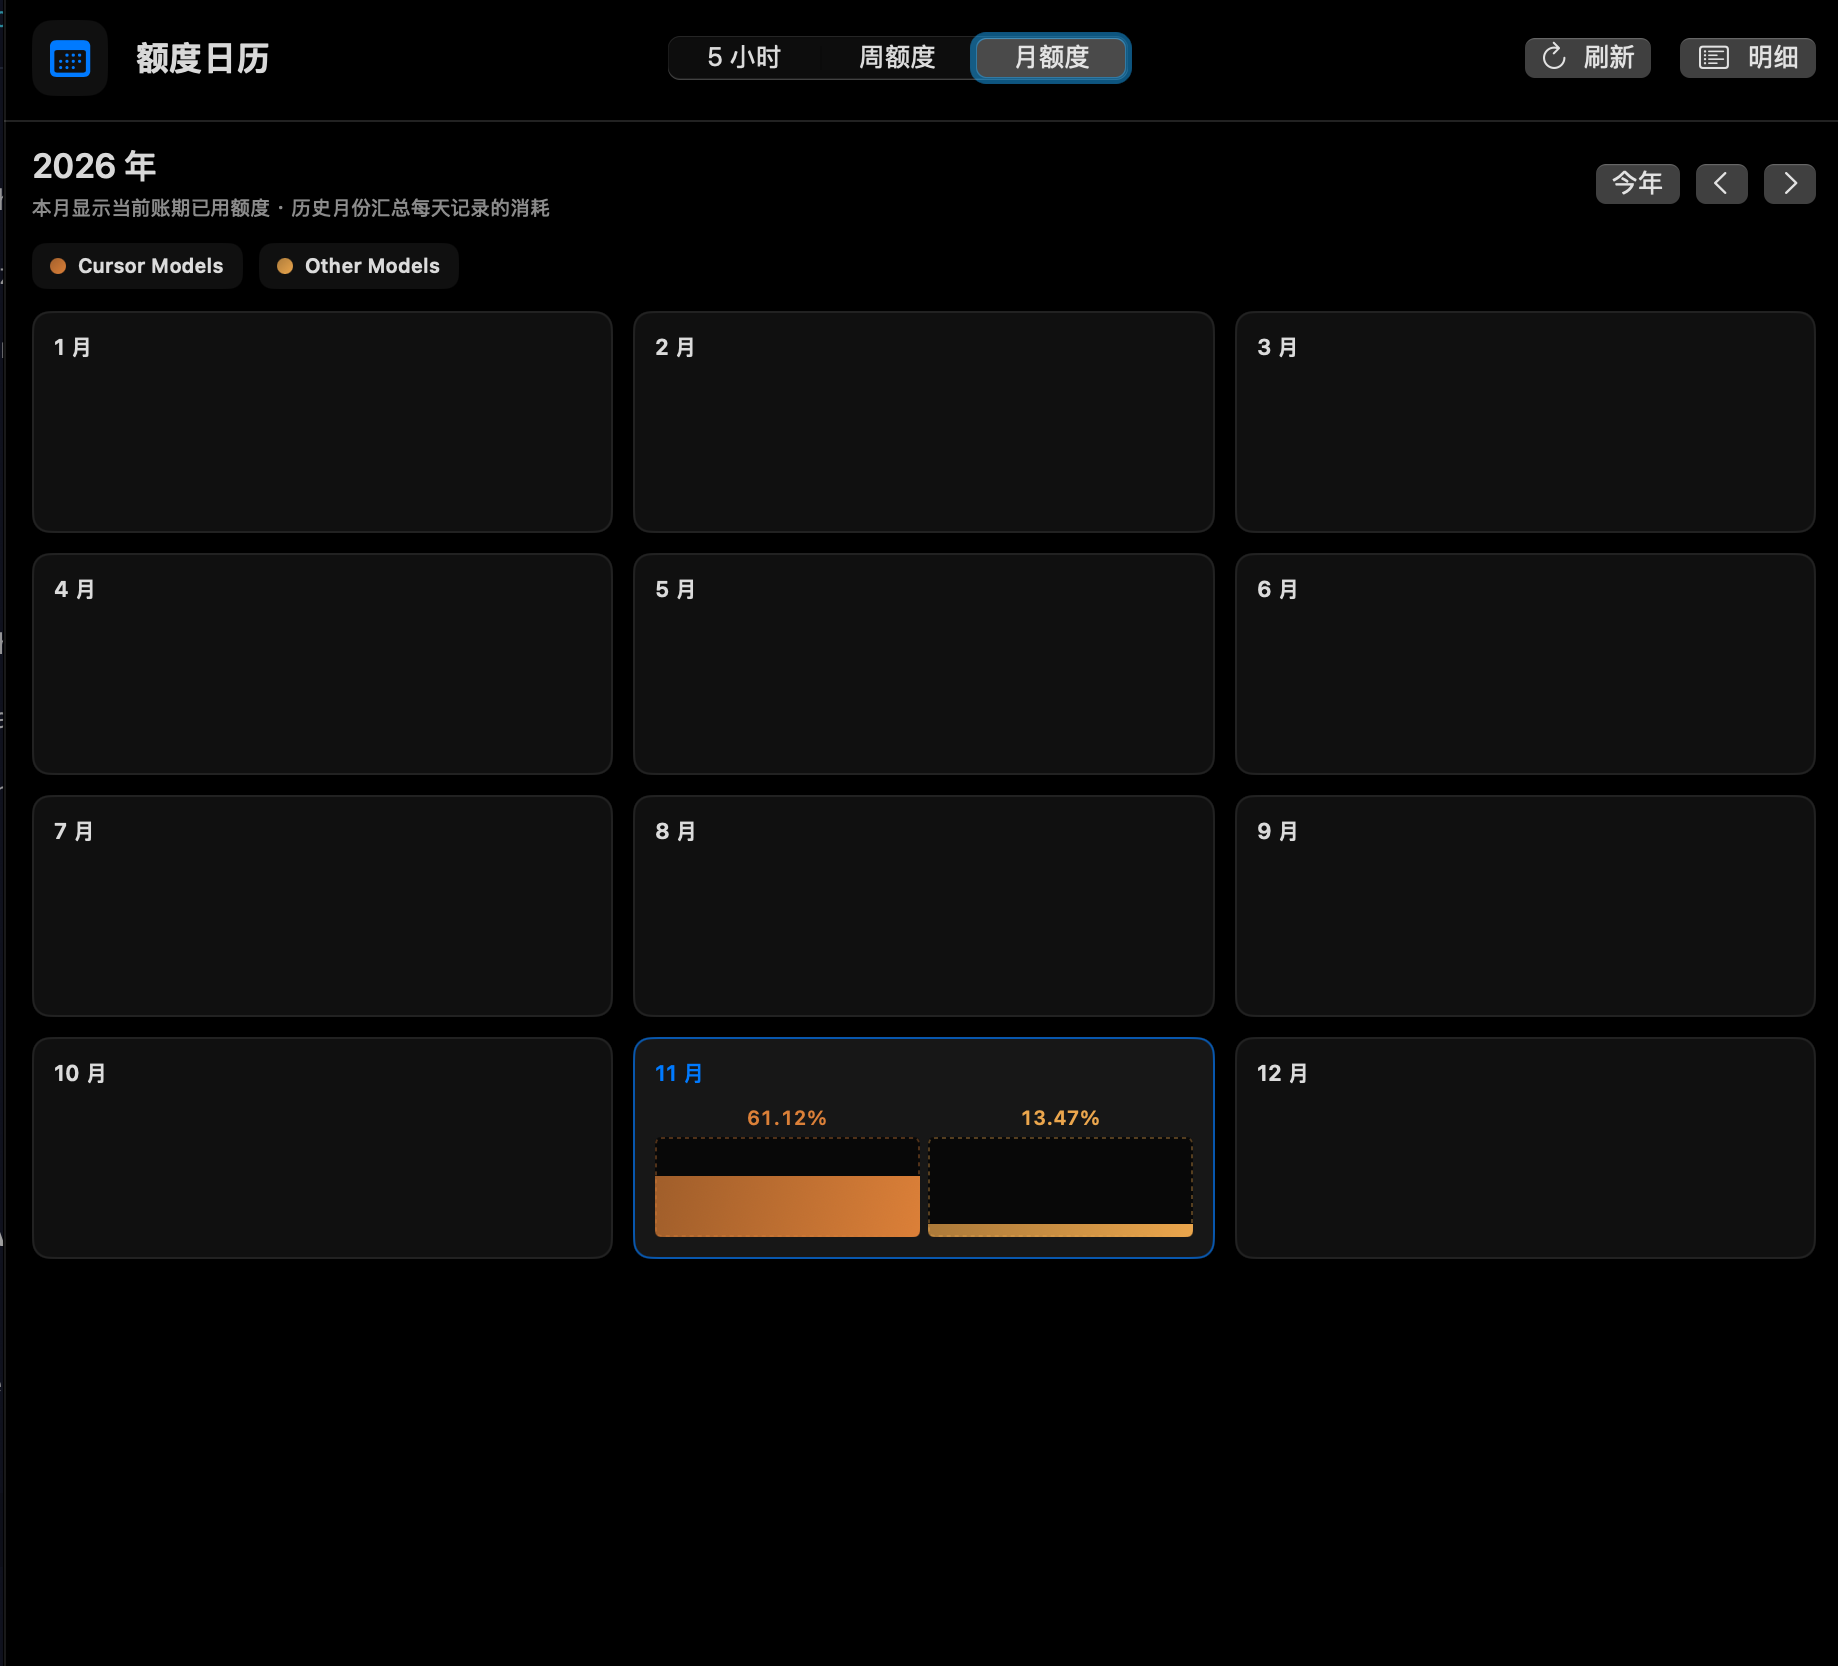 额度日历
5 小时
周额度
月额度
刷新
明细
2026 年
今年
本月显示当前账期已用额度 · 历史月份汇总每天记录的消耗
Cursor Models
Other Models
1 月
2 月
3 月
4 月
5 月
6 月
7 月
8 月
9 月
10 月
11 月
61.12%
13.47%
12 月